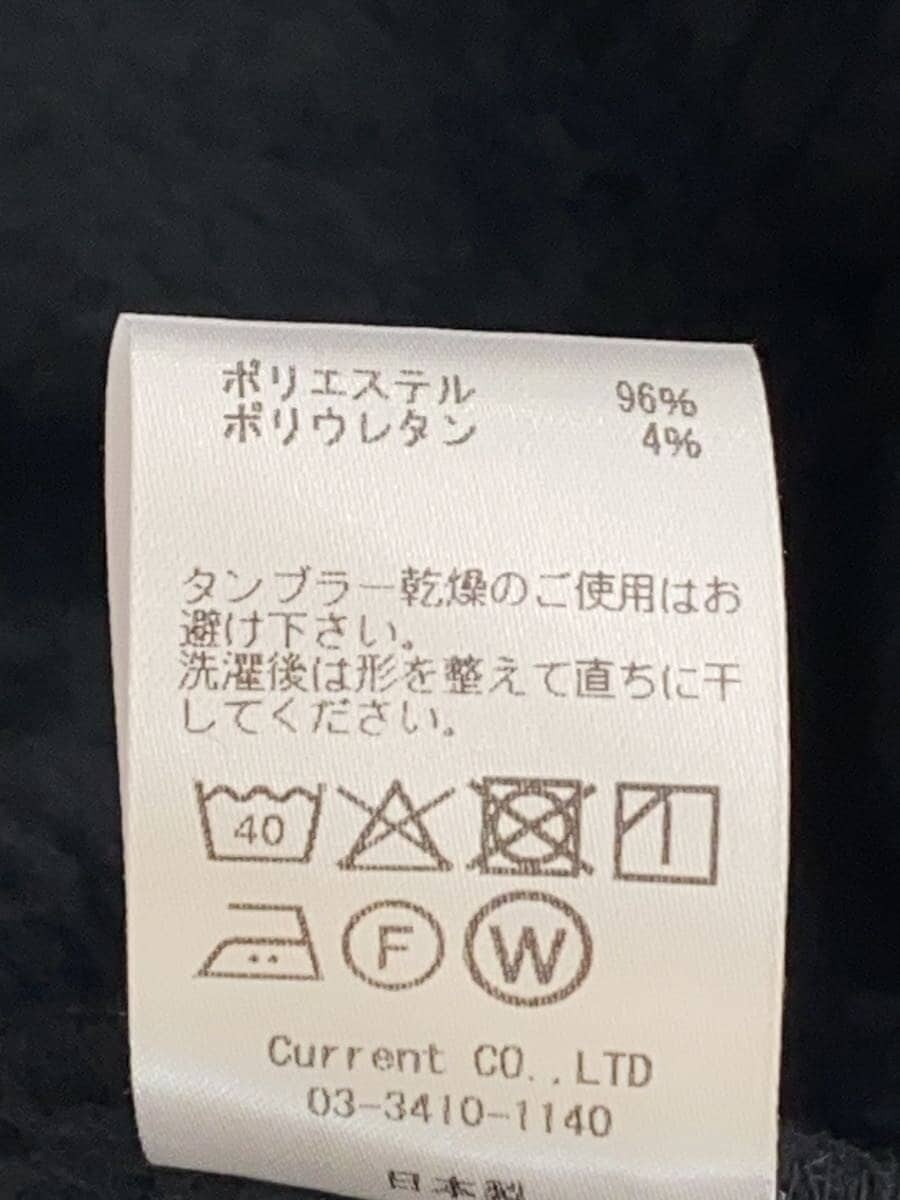 ポリエステル 96%
ポリウレタン 4%
タンブラー乾燥のご使用はお
避け下さい。
洗濯後は形を整えて直ちに干
してください。
40
F W
Current CO.,LTD
03-3410-1140
日本製